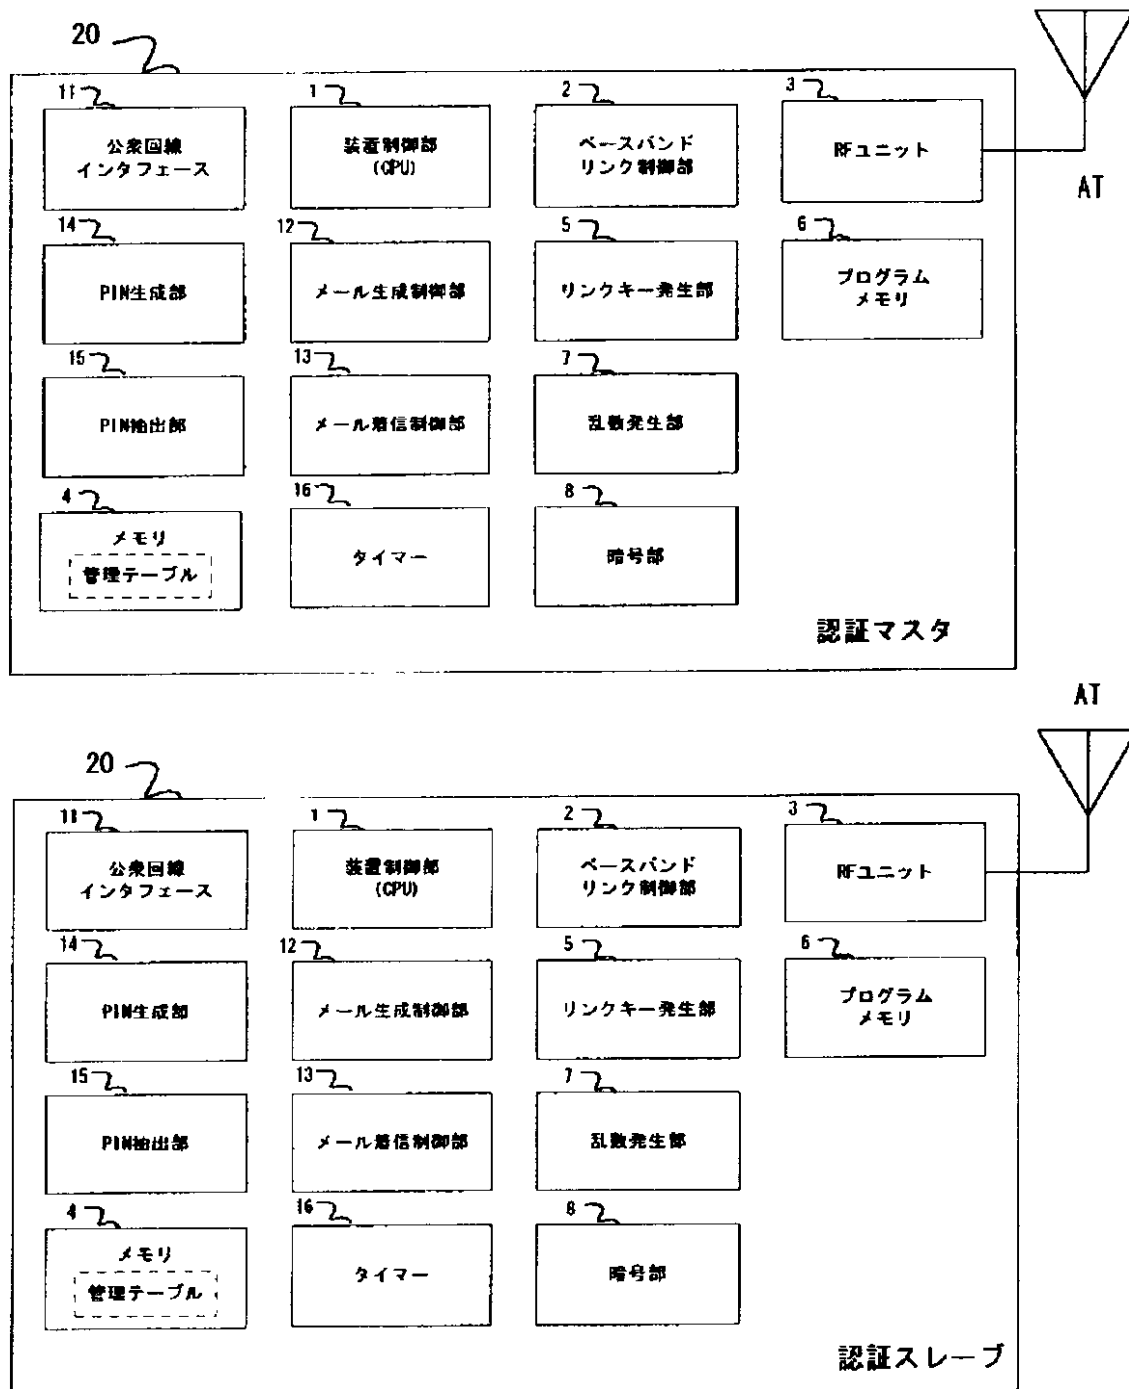 20
11
1
2
3
公衆回線
インタフェース
装置制御部
(CPU)
ベースバンド
リンク制御部
RFユニット
AT
14
12
5
6
PIN生成部
メール生成制御部
リンクキー発生部
プログラム
メモリ
15
13
7
PIN抽出部
メール着信制御部
乱数発生部
4
16
8
メモリ
管理テーブル
タイマー
暗号部
認証マスタ
AT
20
11
1
2
3
公衆回線
インタフェース
装置制御部
(CPU)
ベースバンド
リンク制御部
RFユニット
14
12
5
6
PIN生成部
メール生成制御部
リンクキー発生部
プログラム
メモリ
15
13
7
PIN抽出部
メール着信制御部
乱数発生部
4
16
8
メモリ
管理テーブル
タイマー
暗号部
認証スレーブ